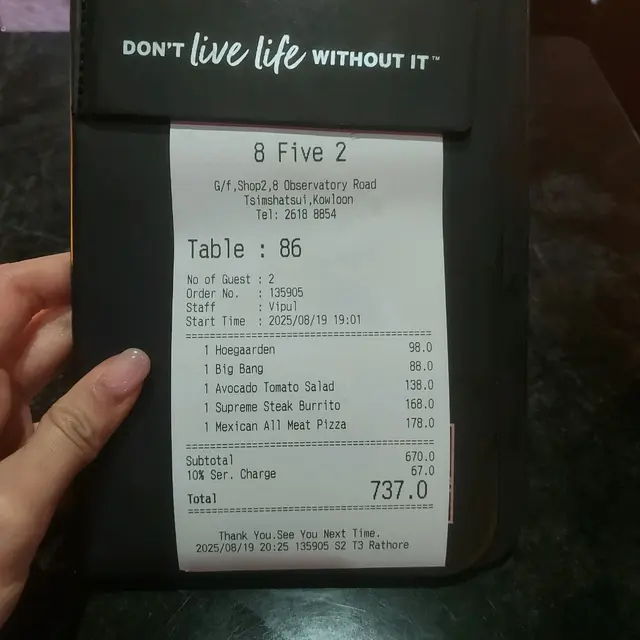 DON'T live life WITHOUT IT™
8 Five 2
G/f,Shop2,8 Observatory Road
Tsimshatsui,Kowloon
Tel: 2618 8854
Table : 86
No of Guest : 2
Order No. : 135905
Staff : Vipul
Start Time : 2025/08/19 19:01
================================
1 Hoegaarden 98.0
1 Big Bang 88.0
1 Avocado Tomato Salad 138.0
1 Supreme Steak Burrito 168.0
1 Mexican All Meat Pizza 178.0
================================
Subtotal 670.0
10% Ser. Charge 67.0
Total 737.0
================================
Thank You.See You Next Time.
2025/08/19 20:25 135905 S2 T3 Rathore